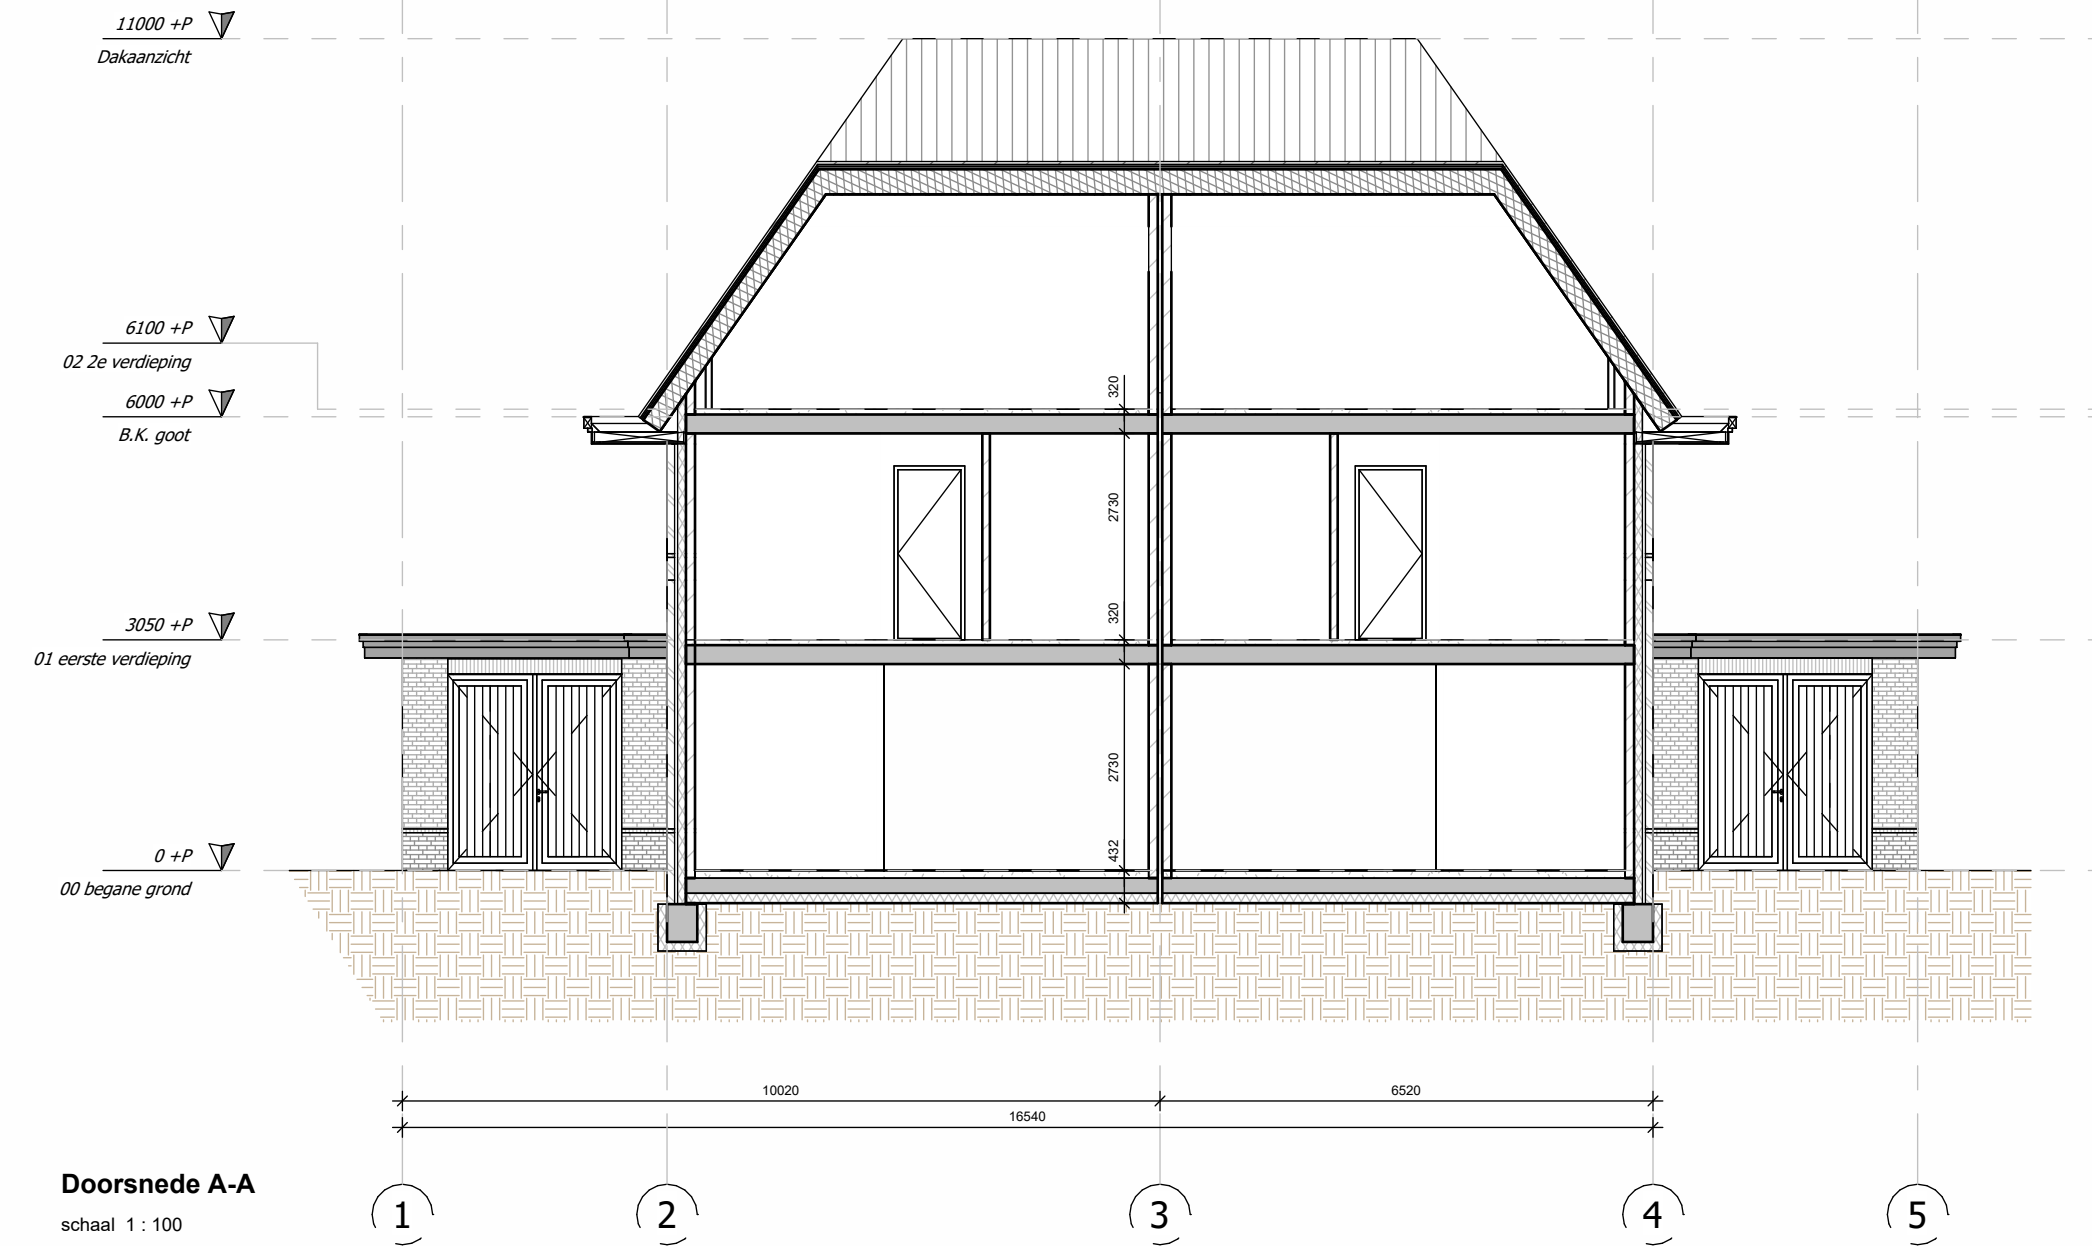 11000 +P
Dakaanzicht
6100 +P
02 2e verdieping
6000 +P
B.K. goot
3050 +P
01 eerste verdieping
0 +P
00 begane grond
320
2730
320
2730
432
10020
6520
16540
Doorsnede A-A
schaal 1 : 100
1
2
3
4
5